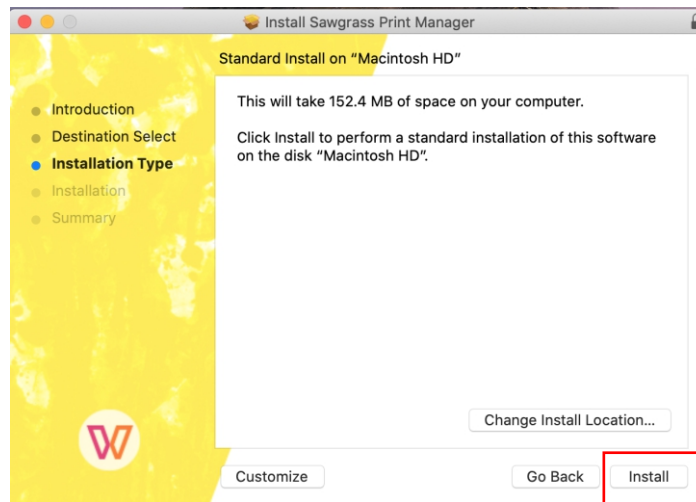 Install Sawgrass Print Manager
Standard Install on “Macintosh HD”
Introduction
Destination Select
Installation Type
Installation
Summary
This will take 152.4 MB of space on your computer.
Click Install to perform a standard installation of this software
on the disk “Macintosh HD”.
Change Install Location...
Customize
Go Back
Install